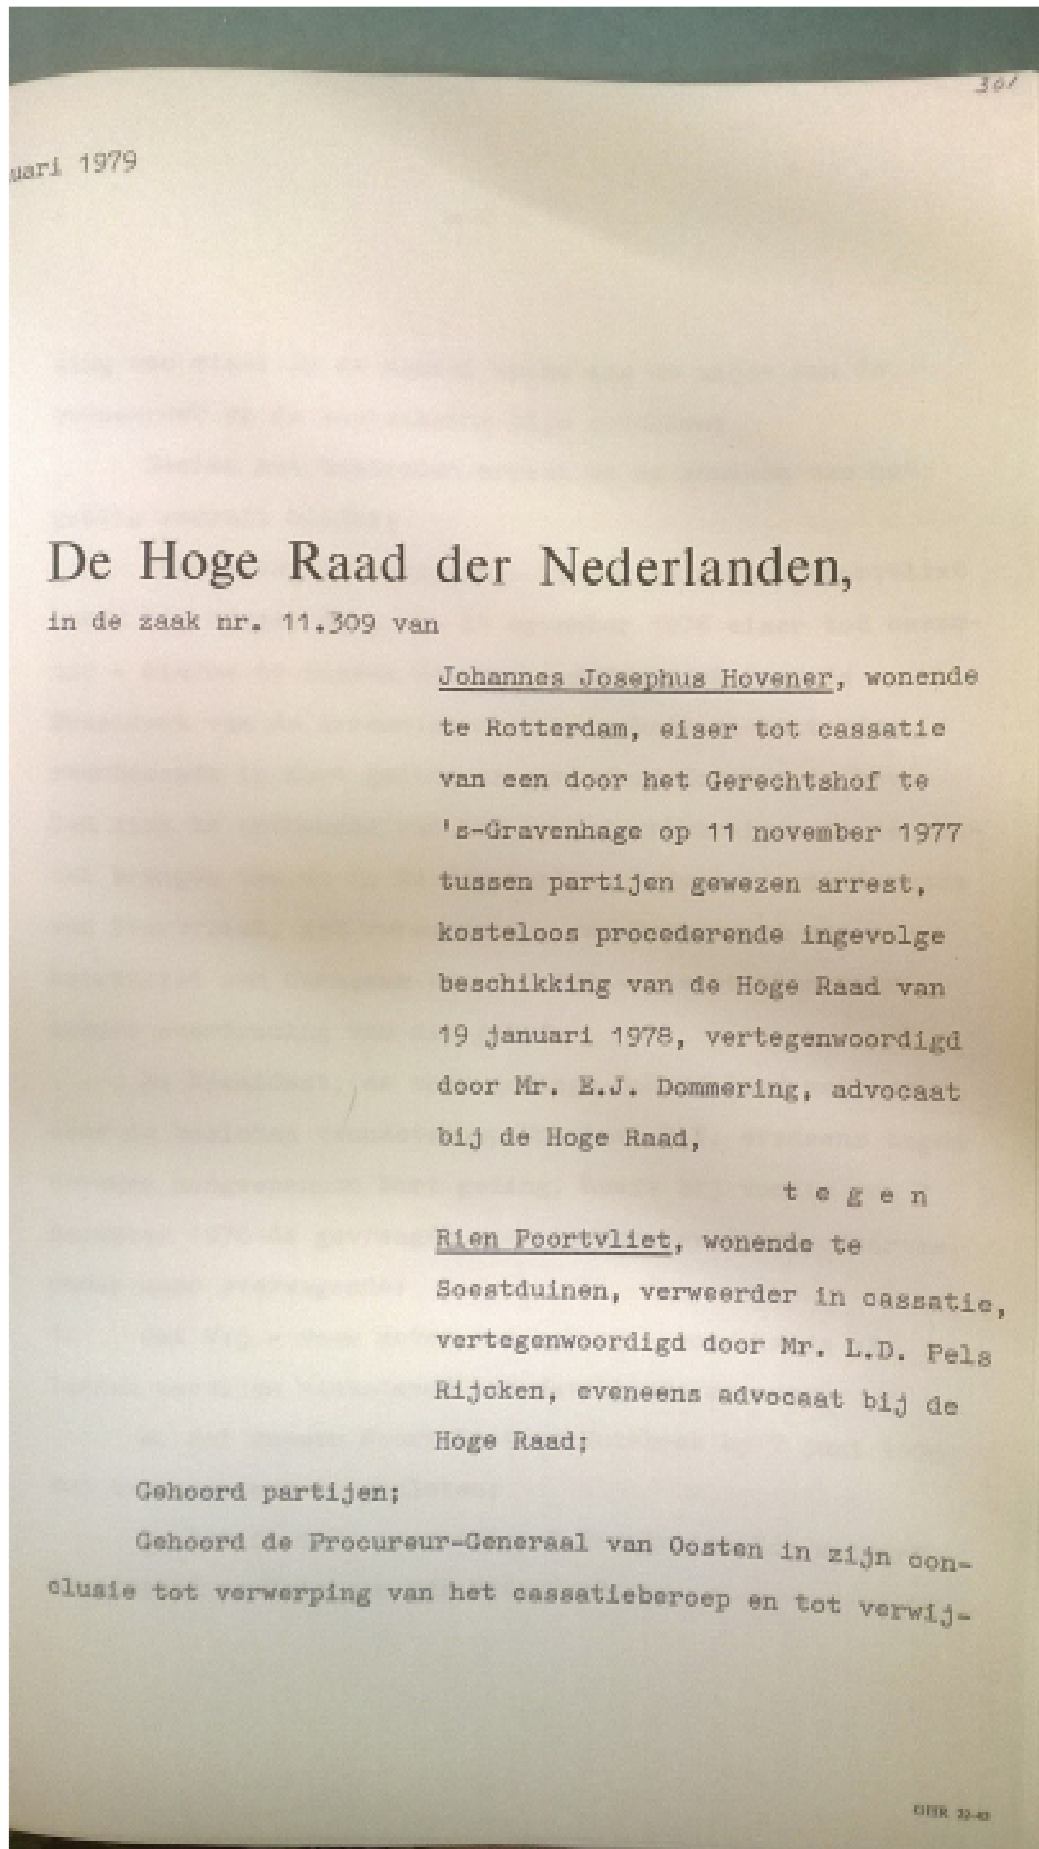 301
uari 1979
De Hoge Raad der Nederlanden,
in de zaak nr. 11.309 van
Johannes Josephus Hovener, wonende
te Rotterdam, eiser tot cassatie
van een door het Gerechtshof te
's-Gravenhage op 11 november 1977
tussen partijen gewezen arrest,
kosteloos procederende ingevolge
beschikking van de Hoge Raad van
19 januari 1978, vertegenwoordigd
door Mr. E.J. Dommering, advocaat
bij de Hoge Raad,
t e g e n
Rien Poortvliet, wonende te
Soestduinen, verweerder in cassatie,
vertegenwoordigd door Mr. L.D. Pels
Rijcken, eveneens advocaat bij de
Hoge Raad;
Gehoord partijen;
Gehoord de Procureur-Generaal van Oosten in zijn con-
clusie tot verwerping van het cassatieberoep en tot verwij-